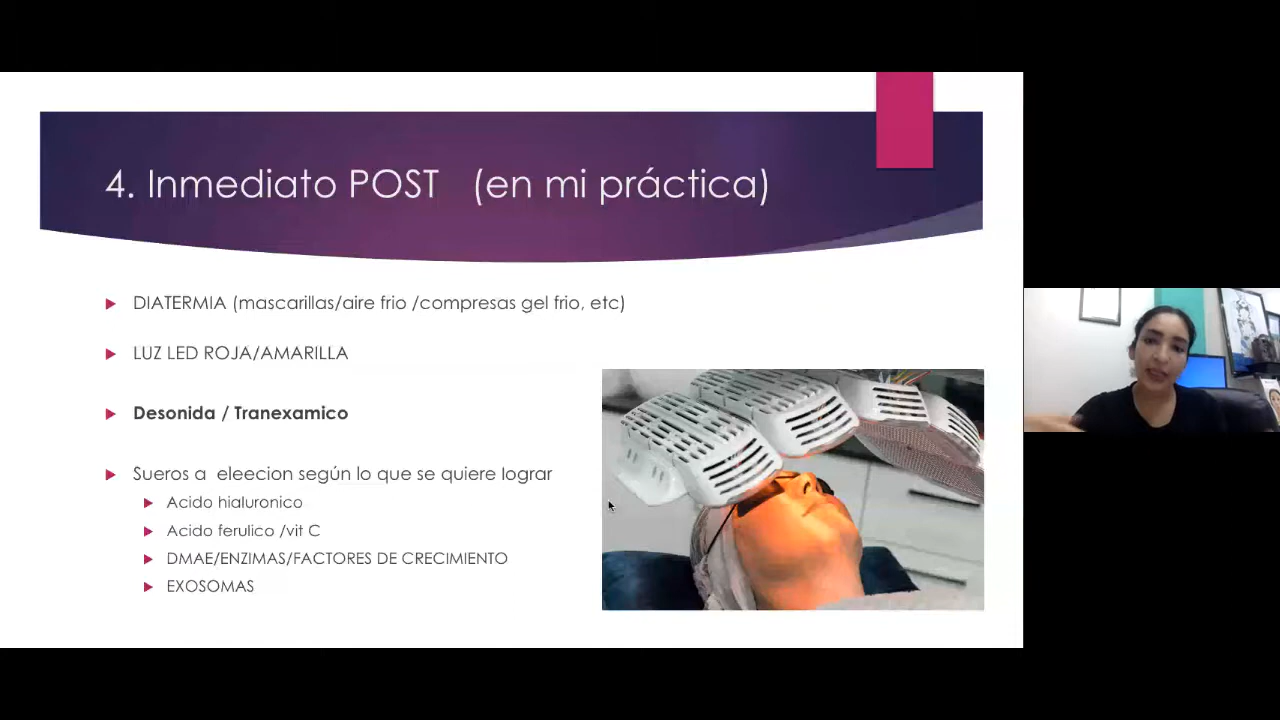 4. Inmediato POST (en mi práctica)
DIATERMIA (mascarillas/aire frio /compresas gel frio, etc)
LUZ LED ROJA/AMARILLA
Desonida / Tranexamico
Sueros a eleecion según lo que se quiere lograr
Acido hialuronico
Acido ferulico /vit C
DMAE/ENZIMAS/FACTORES DE CRECIMIENTO
EXOSOMAS